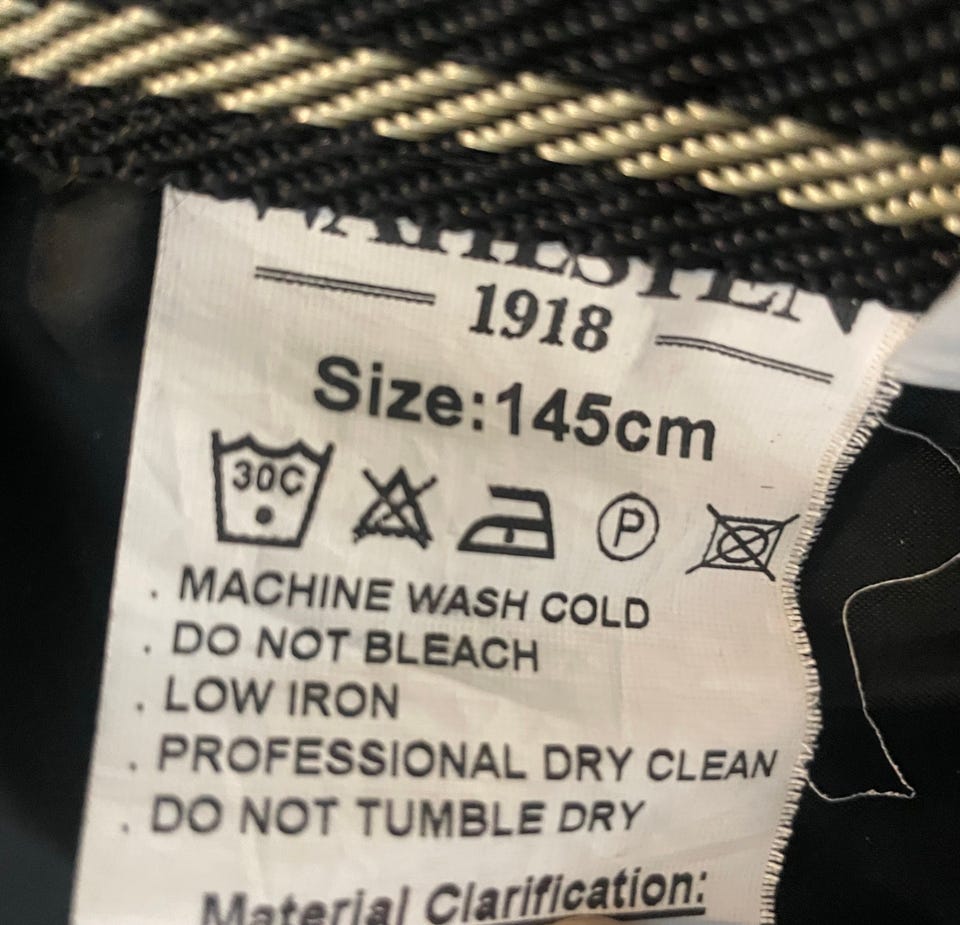 1918
Size:145cm
30C
P
. MACHINE WASH COLD
. DO NOT BLEACH
. LOW IRON
. PROFESSIONAL DRY CLEAN
. DO NOT TUMBLE DRY
Material Clarification: